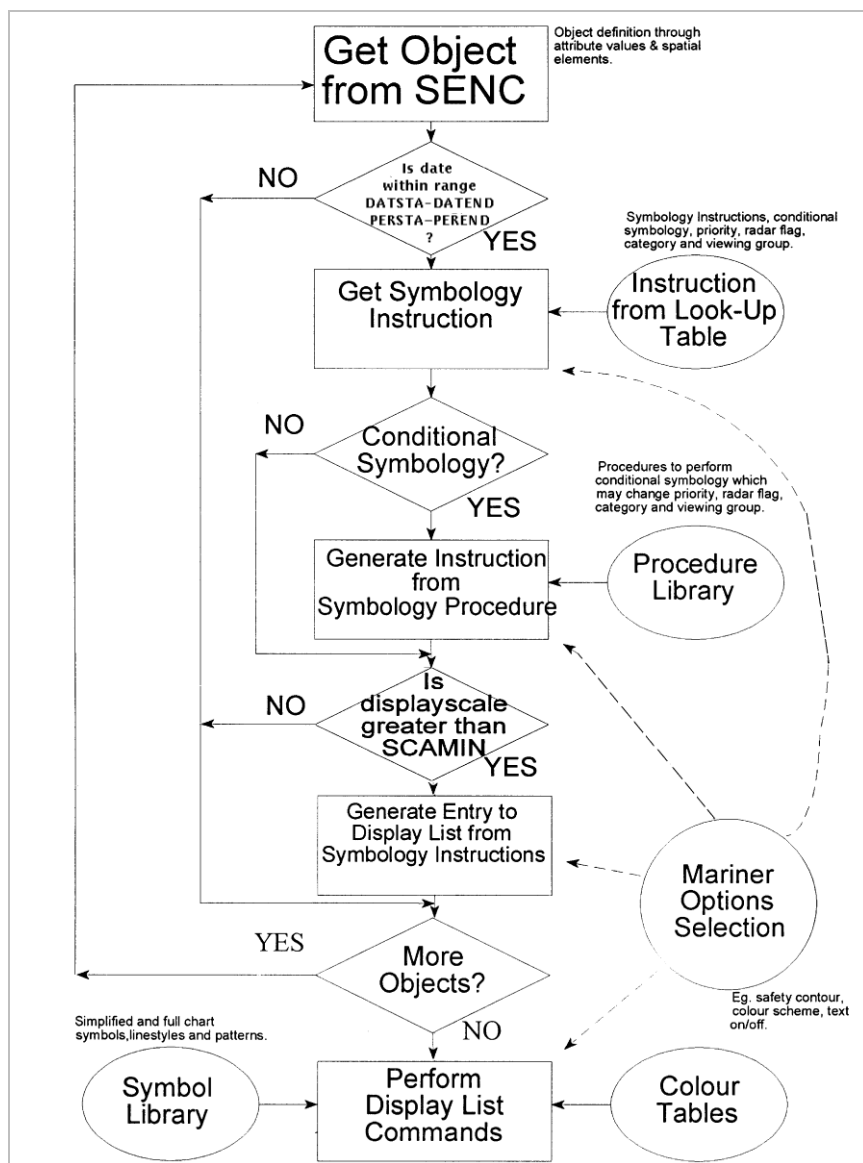 Get Object
from SENC
Object definition through
attribute values & spatial
elements.
NO
Is date
within range
DATSTA-DATEND
PERSTA-PEREND
?
YES
Symbology Instructions, conditional
symbology, priority, radar flag,
category and viewing group.
Get Symbology
Instruction
Instruction
from Look-Up
Table
NO
Conditional
Symbology?
YES
Procedures to perform
conditional symbology which
may change priority, radar flag,
category and viewing group.
Generate Instruction
from
Symbology Procedure
Procedure
Library
NO
Is
displayscale
greater than
SCAMIN
YES
Generate Entry to
Display List from
Symbology Instructions
Mariner
Options
Selection
YES
More
Objects?
NO
Eg. safety contour,
colour scheme, text
on/off.
Simplified and full chart
symbols,linestyles and patterns.
Symbol
Library
Perform
Display List
Commands
Colour
Tables